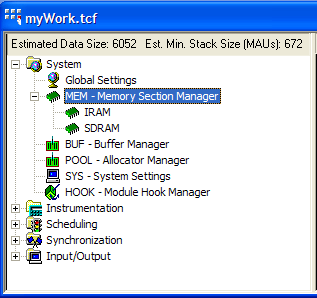 myWork.tcf
Estimated Data Size: 6052 Est. Min. Stack Size (MAUs): 672
System
Global Settings
MEM - Memory Section Manager
IRAM
SDRAM
BUF - Buffer Manager
POOL - Allocator Manager
SYS - System Settings
HOOK - Module Hook Manager
Instrumentation
Scheduling
Synchronization
Input/Output